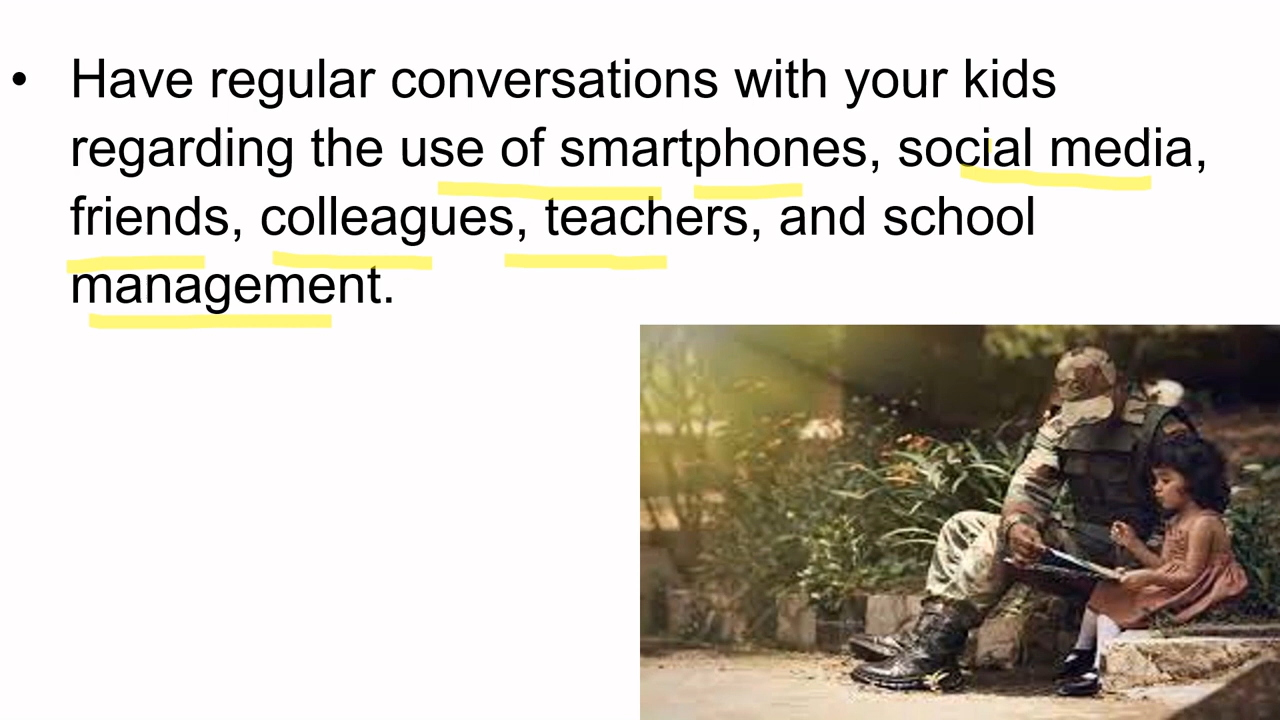 • Have regular conversations with your kids
regarding the use of smartphones, social media,
friends, colleagues, teachers, and school
management.